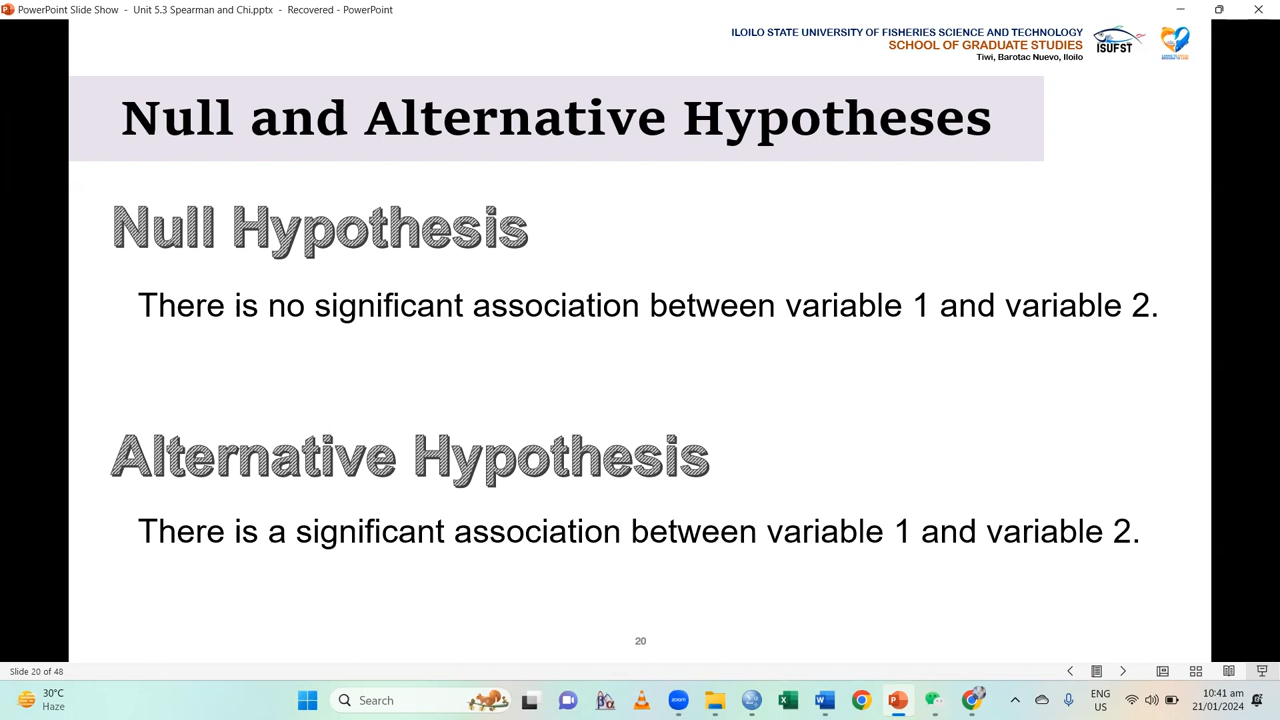 PowerPoint Slide Show - Unit 5.3 Spearman and Chi.pptx - Recovered - PowerPoint
ILOILO STATE UNIVERSITY OF FISHERIES SCIENCE AND TECHNOLOGY
SCHOOL OF GRADUATE STUDIES
Tiwi, Barotac Nuevo, Iloilo
ISUFST
Null and Alternative Hypotheses
Null Hypothesis
There is no significant association between variable 1 and variable 2.
Alternative Hypothesis
There is a significant association between variable 1 and variable 2.
20
Slide 20 of 48
30°C
Haze
Search
ENG
US
10:41 am
21/01/2024